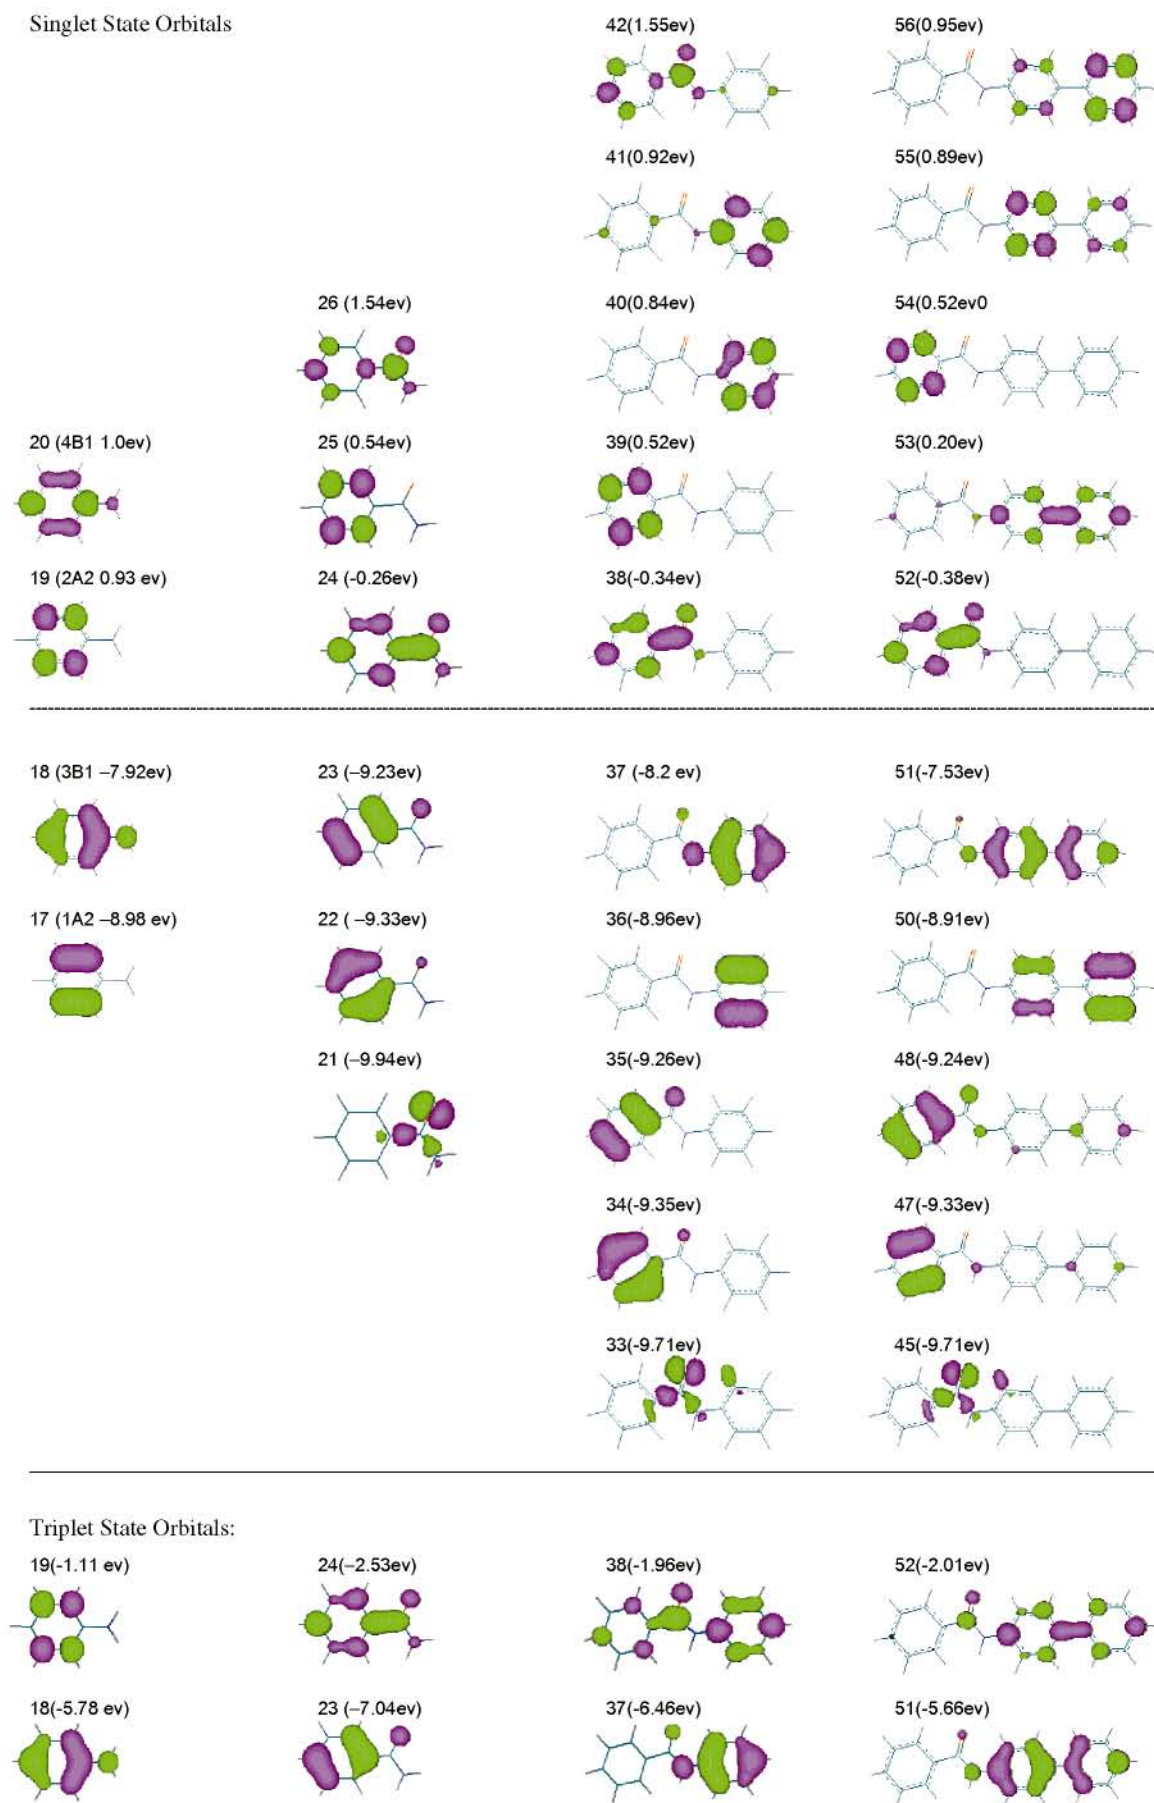 Singlet State Orbitals
42(1.55ev) 56(0.95ev)
41(0.92ev) 55(0.89ev)
26 (1.54ev) 40(0.84ev) 54(0.52ev0
20 (4B1 1.0ev) 25 (0.54ev) 39(0.52ev) 53(0.20ev)
19 (2A2 0.93 ev) 24 (-0.26ev) 38(-0.34ev) 52(-0.38ev)
18 (3B1 –7.92ev) 23 (–9.23ev) 37 (-8.2 ev) 51(-7.53ev)
17 (1A2 –8.98 ev) 22 ( –9.33ev) 36(-8.96ev) 50(-8.91ev)
21 (–9.94ev) 35(-9.26ev) 48(-9.24ev)
34(-9.35ev) 47(-9.33ev)
33(-9.71ev) 45(-9.71ev)
Triplet State Orbitals:
19(-1.11 ev) 24(–2.53ev) 38(-1.96ev) 52(-2.01ev)
18(-5.78 ev) 23 (–7.04ev) 37(-6.46ev) 51(-5.66ev)